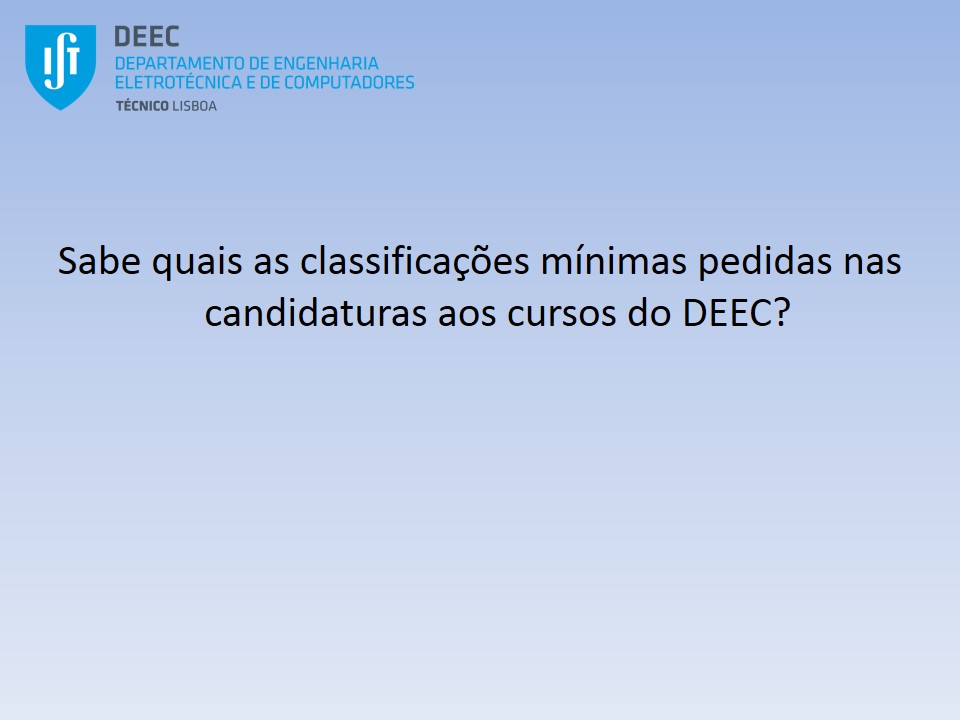 DEEC
DEPARTAMENTO DE ENGENHARIA
ELETROTÉCNICA E DE COMPUTADORES
TÉCNICO LISBOA
Sabe quais as classificações mínimas pedidas nas
candidaturas aos cursos do DEEC?